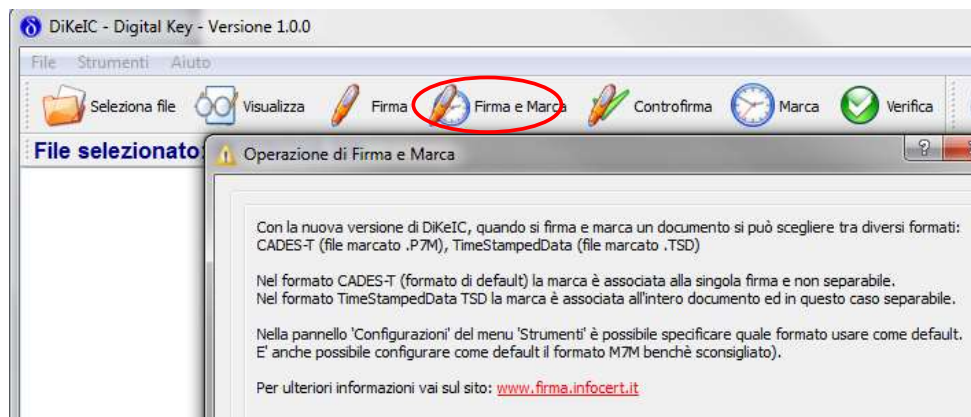 DiKeIC - Digital Key - Versione 1.0.0
File Strumenti Aiuto
Seleziona file Visualizza Firma Firma e Marca Controfirma Marca Verifica
File selezionato:
Operazione di Firma e Marca
Con la nuova versione di DiKeIC, quando si firma e marca un documento si può scegliere tra diversi formati:
CADES-T (file marcato .P7M), TimeStampedData (file marcato .TSD)
Nel formato CADES-T (formato di default) la marca è associata alla singola firma e non separabile.
Nel formato TimeStampedData TSD la marca è associata all'intero documento ed in questo caso separabile.
Nella pannello 'Configurazioni' del menu 'Strumenti' è possibile specificare quale formato usare come default.
E' anche possibile configurare come default il formato M7M benchè sconsigliato).
Per ulteriori informazioni vai sul sito: www.firma.infocert.it